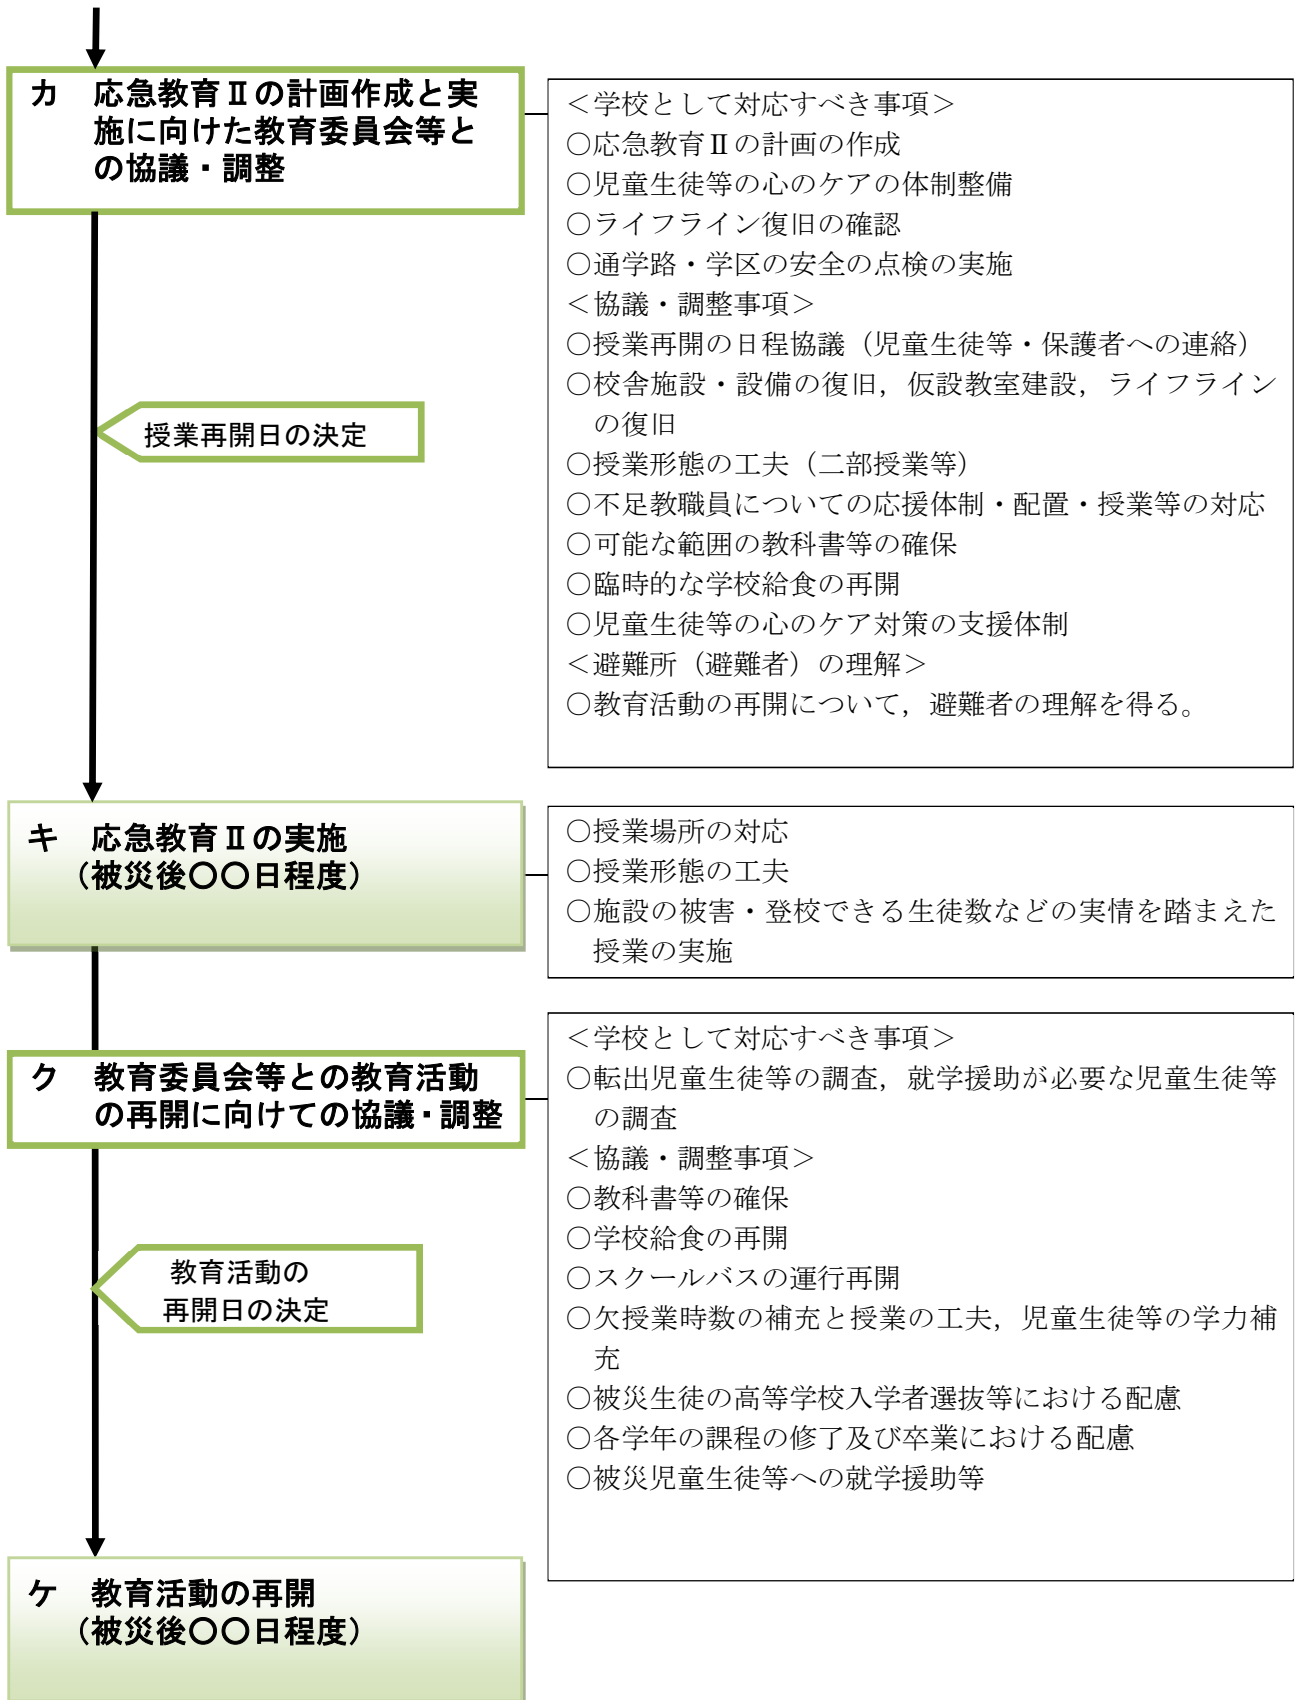 カ　応急教育Ⅱの計画作成と実
施に向けた教育委員会等と
の協議・調整
＜学校として対応すべき事項＞
○応急教育Ⅱの計画の作成
○児童生徒等の心のケアの体制整備
○ライフライン復旧の確認
○通学路・学区の安全の点検の実施
＜協議・調整事項＞
○授業再開の日程協議（児童生徒等・保護者への連絡）
○校舎施設・設備の復旧，仮設教室建設，ライフライン
の復旧
○授業形態の工夫（二部授業等）
○不足教職員についての応援体制・配置・授業等の対応
○可能な範囲の教科書等の確保
○臨時的な学校給食の再開
○児童生徒等の心のケア対策の支援体制
＜避難所（避難者）の理解＞
○教育活動の再開について，避難者の理解を得る。
授業再開日の決定
キ　応急教育Ⅱの実施
（被災後〇〇日程度）
○授業場所の対応
○授業形態の工夫
○施設の被害・登校できる生徒数などの実情を踏まえた
授業の実施
ク　教育委員会等との教育活動
の再開に向けての協議・調整
＜学校として対応すべき事項＞
○転出児童生徒等の調査，就学援助が必要な児童生徒等
の調査
＜協議・調整事項＞
○教科書等の確保
○学校給食の再開
○スクールバスの運行再開
○欠授業時数の補充と授業の工夫，児童生徒等の学力補
充
○被災生徒の高等学校入学者選抜等における配慮
○各学年の課程の修了及び卒業における配慮
○被災児童生徒等への就学援助等
教育活動の
再開日の決定
ケ　教育活動の再開
（被災後〇〇日程度）